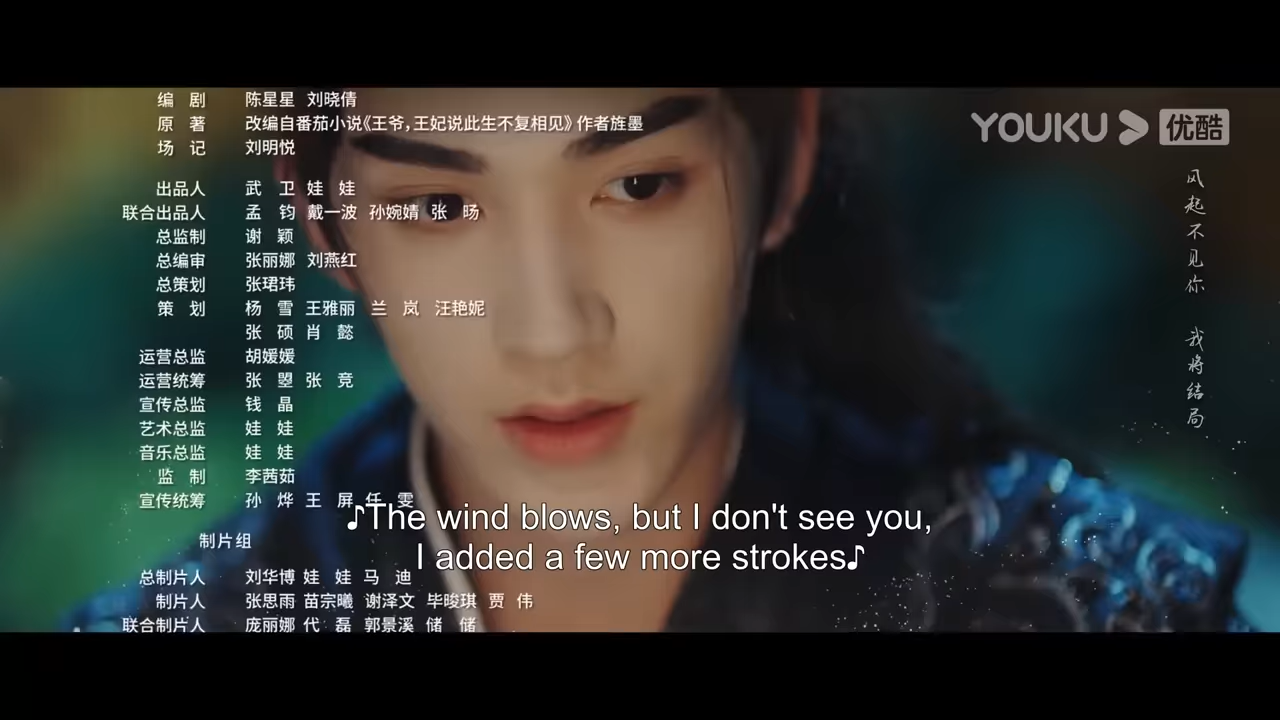 编 剧 陈星星 刘晓倩
原 著 改编自番茄小说《王爷,王妃说此生不复相见》作者旌墨
场 记 刘明悦
出品人 武 卫 娃 娃
联合出品人 孟 钧 戴一波 孙婉婧 张 旸
总监制 谢 颖
总编审 张丽娜 刘燕红
总策划 张珺玮
策 划 杨 雪 王雅丽 兰 岚 汪艳妮
张 硕 肖 懿
运营总监 胡媛媛
运营统筹 张 曌 张 竞
宣传总监 钱 晶
艺术总监 娃 娃
音乐总监 娃 娃
监 制 李茜茹
宣传统筹 孙 烨 王 屏 任 雯
制片组
总制片人 刘华博 娃 娃 马 迪
制片人 张思雨 苗宗曦 谢泽文 毕晙琪 贾 伟
联合制片人 庞丽娜 代 磊 郭景溪 储 储
YOUKU 优酷
风起不见你 我将结局
♪The wind blows, but I don't see you,
I added a few more strokes♪